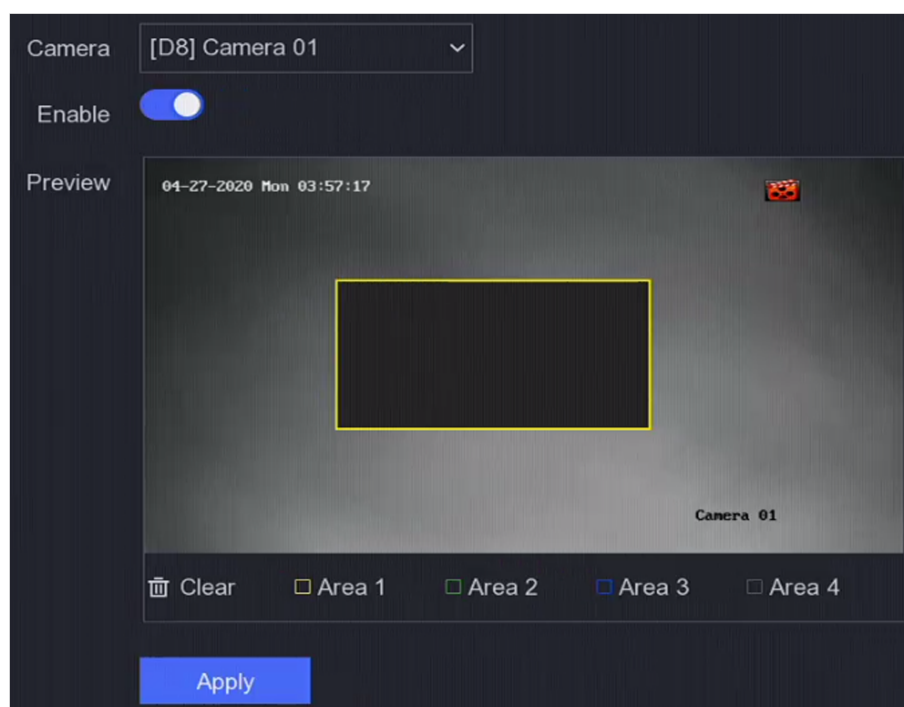 Camera [D8] Camera 01
Enable
Preview
04-27-2020 Mon 03:57:17
Camera 01
Clear Area 1 Area 2 Area 3 Area 4
Apply